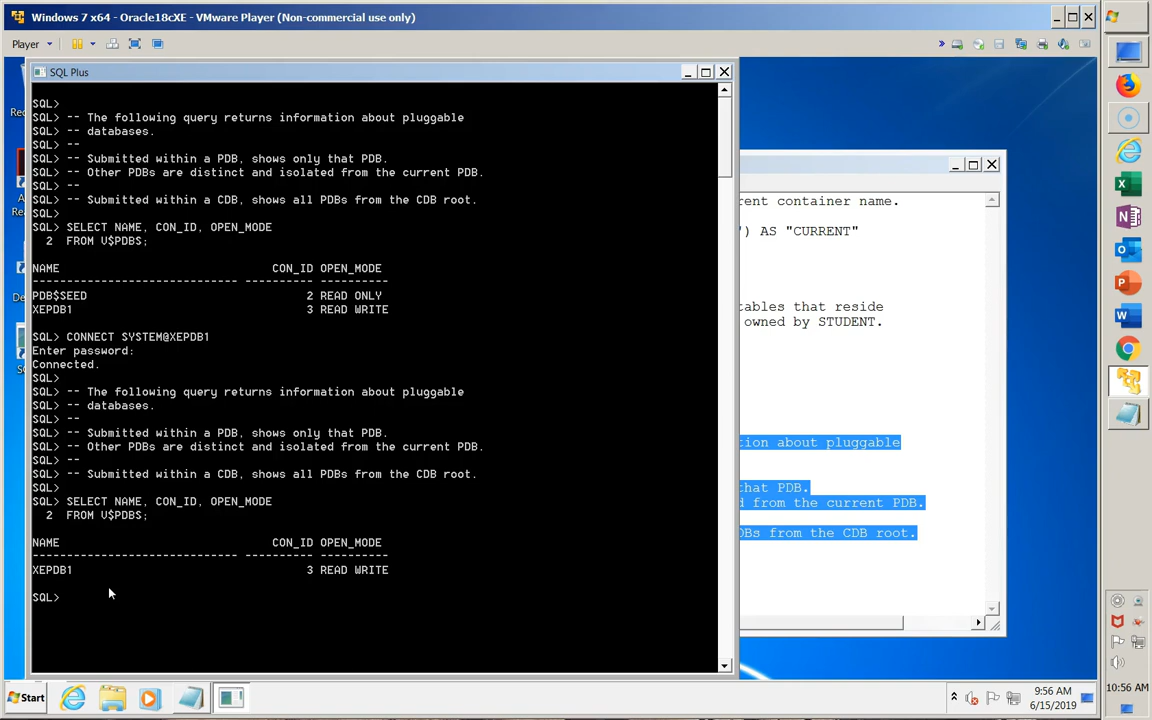 Windows 7 x64 - Oracle18cXE - VMware Player (Non-commercial use only)
Player
SQL Plus
SQL>
SQL> -- The following query returns information about pluggable
SQL> -- databases.
SQL> --
SQL> -- Submitted within a PDB, shows only that PDB.
SQL> -- Other PDBs are distinct and isolated from the current PDB.
SQL> --
SQL> -- Submitted within a CDB, shows all PDBs from the CDB root.
SQL>
SQL> SELECT NAME, CON_ID, OPEN_MODE
2 FROM V$PDBS;
NAME CON_ID OPEN_MODE
------------------------------ ---------- ----------
PDB$SEED 2 READ ONLY
XEPDB1 3 READ WRITE
SQL> CONNECT SYSTEM@XEPDB1
Enter password:
Connected.
SQL>
SQL> -- The following query returns information about pluggable
SQL> -- databases.
SQL> --
SQL> -- Submitted within a PDB, shows only that PDB.
SQL> -- Other PDBs are distinct and isolated from the current PDB.
SQL> --
SQL> -- Submitted within a CDB, shows all PDBs from the CDB root.
SQL>
SQL> SELECT NAME, CON_ID, OPEN_MODE
2 FROM V$PDBS;
NAME CON_ID OPEN_MODE
------------------------------ ---------- ----------
XEPDB1 3 READ WRITE
SQL>
rent container name.
') AS "CURRENT"
tables that reside
owned by STUDENT.
tion about pluggable
that PDB.
d from the current PDB.
DBs from the CDB root.
Start
9:56 AM
6/15/2019
10:56 AM